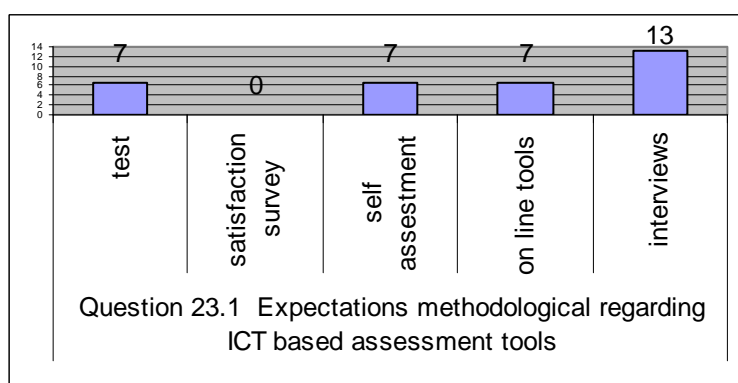 14
12
10
8
6
4
2
0
7
0
7
7
13
test
satisfaction
survey
self
assestment
on line tools
interviews
Question 23.1 Expectations methodological regarding
ICT based assessment tools